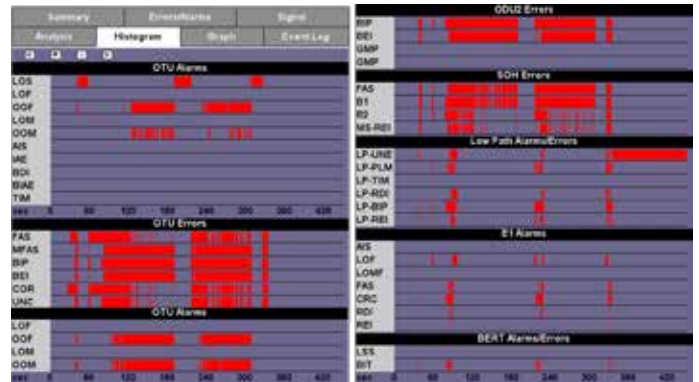 Summary Errors/Alarms Signal
Analysis Histogram Graph Event Log
OTU Alarms
LOS
LOF
OOF
LOM
OOM
AIS
IAE
BDI
BIAE
TIM
sec 0 60 120 180 240 300 360 420
OTU Errors
FAS
MFAS
BIP
BEI
COR
UNC
OTU Alarms
LOF
OOF
LOM
OOM
sec 0 60 120 180 240 300 360 420
ODU2 Errors
BIP
BEI
GMP
GMP
SOH Errors
FAS
B1
B2
MS-REI
Low Path Alarms/Errors
LP-UNE
LP-PLM
LP-TIM
LP-RDI
LP-BIP
LP-REI
E1 Alarms
AIS
LOF
LOMF
FAS
CRC
RDI
REI
BERT Alarms/Errors
LSS
BIT
sec 0 60 120 180 240 300 360 420